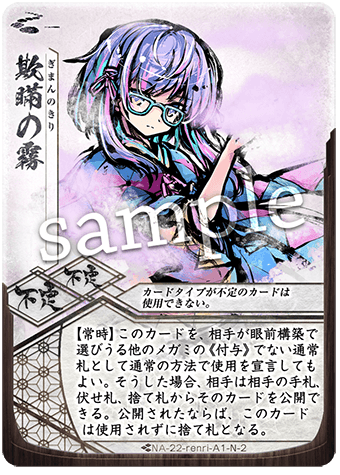 欺瞞の霧
ぎまんのきり
sample
不定
不定
カードタイプが不定のカードは
使用できない。
【常時】このカードを、相手が眼前構築で
選びうる他のメガミの《付与》でない通常
札として通常の方法で使用を宣言しても
よい。そうした場合、相手は相手の手札、
伏せ札、捨て札からそのカードを公開で
きる。公開されたならば、このカード
は使用されずに捨て札となる。
NA-22-renri-A1-N-2